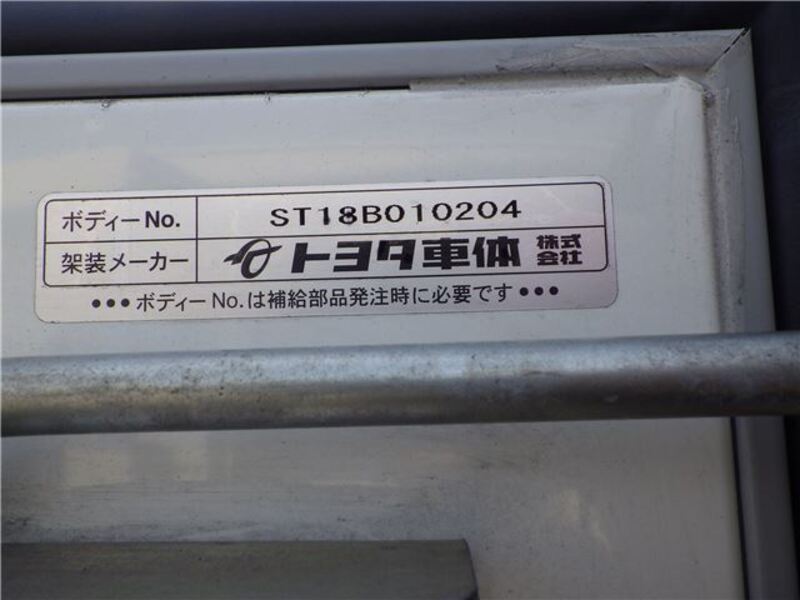 ボディーNo. ST18B010204
架装メーカー トヨタ車体 株式会社
•••ボディーNo.は補給部品発注時に必要です•••